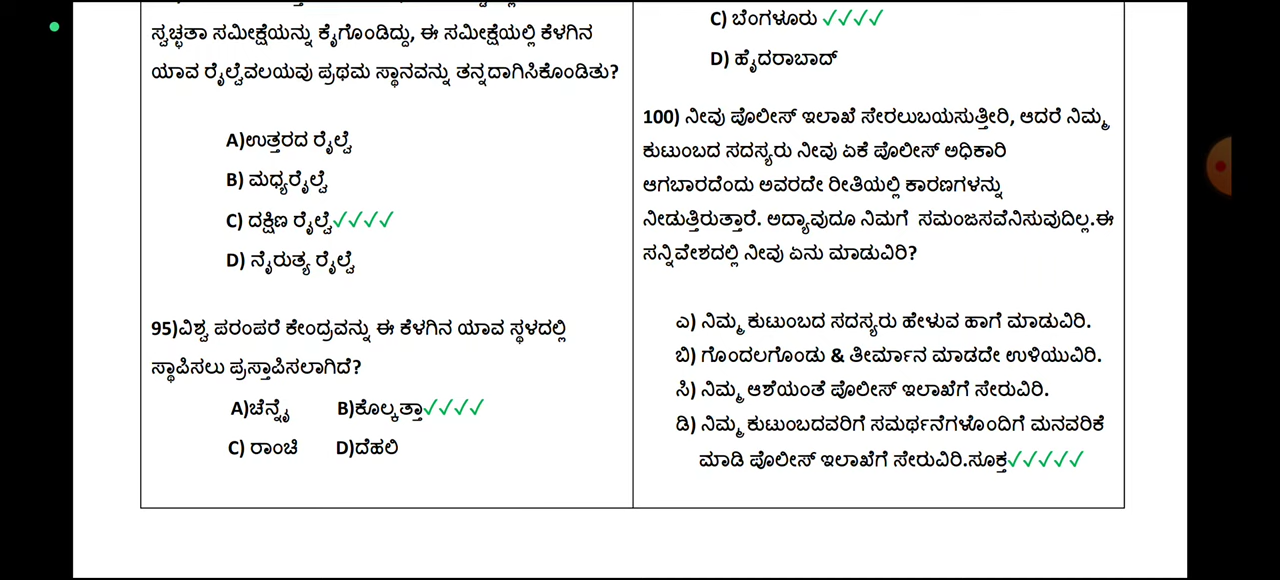 ಸ್ವಚ್ಛತಾ ಸಮೀಕ್ಷೆಯನ್ನು ಕೈಗೊಂಡಿದ್ದು, ಈ ಸಮೀಕ್ಷೆಯಲ್ಲಿ ಕೆಳಗಿನ
ಯಾವ ರೈಲ್ವೆವಲಯವು ಪ್ರಥಮ ಸ್ಥಾನವನ್ನು ತನ್ನದಾಗಿಸಿಕೊಂಡಿತು?
A)ಉತ್ತರದ ರೈಲ್ವೆ
B) ಮಧ್ಯರೈಲ್ವೆ
C) ದಕ್ಷಿಣ ರೈಲ್ವೆ✓✓✓✓
D) ನೈರುತ್ಯ ರೈಲ್ವೆ
95)ವಿಶ್ವ ಪರಂಪರೆ ಕೇಂದ್ರವನ್ನು ಈ ಕೆಳಗಿನ ಯಾವ ಸ್ಥಳದಲ್ಲಿ
ಸ್ಥಾಪಿಸಲು ಪ್ರಸ್ತಾಪಿಸಲಾಗಿದೆ?
A)ಚೆನ್ನೈ B)ಕೊಲ್ಕತ್ತಾ✓✓✓✓
C) ರಾಂಚಿ D)ದೆಹಲಿ
C) ಬೆಂಗಳೂರು ✓✓✓✓
D) ಹೈದರಾಬಾದ್
100) ನೀವು ಪೊಲೀಸ್ ಇಲಾಖೆ ಸೇರಲುಬಯಸುತ್ತೀರಿ, ಆದರೆ ನಿಮ್ಮ
ಕುಟುಂಬದ ಸದಸ್ಯರು ನೀವು ಏಕೆ ಪೊಲೀಸ್ ಅಧಿಕಾರಿ
ಆಗಬಾರದೆಂದು ಅವರದೇ ರೀತಿಯಲ್ಲಿ ಕಾರಣಗಳನ್ನು
ನೀಡುತ್ತಿರುತ್ತಾರೆ. ಅದ್ಯಾವುದೂ ನಿಮಗೆ ಸಮಂಜಸವೆನಿಸುವುದಿಲ್ಲ.ಈ
ಸನ್ನಿವೇಶದಲ್ಲಿ ನೀವು ಏನು ಮಾಡುವಿರಿ?
ಎ) ನಿಮ್ಮ ಕುಟುಂಬದ ಸದಸ್ಯರು ಹೇಳುವ ಹಾಗೆ ಮಾಡುವಿರಿ.
ಬಿ) ಗೊಂದಲಗೊಂಡು & ತೀರ್ಮಾನ ಮಾಡದೇ ಉಳಿಯುವಿರಿ.
ಸಿ) ನಿಮ್ಮ ಆಶೆಯಂತೆ ಪೊಲೀಸ್ ಇಲಾಖೆಗೆ ಸೇರುವಿರಿ.
ಡಿ) ನಿಮ್ಮ ಕುಟುಂಬದವರಿಗೆ ಸಮರ್ಥನೆಗಳೊಂದಿಗೆ ಮನವರಿಕೆ
ಮಾಡಿ ಪೊಲೀಸ್ ಇಲಾಖೆಗೆ ಸೇರುವಿರಿ.ಸೂಕ್ತ✓✓✓✓✓